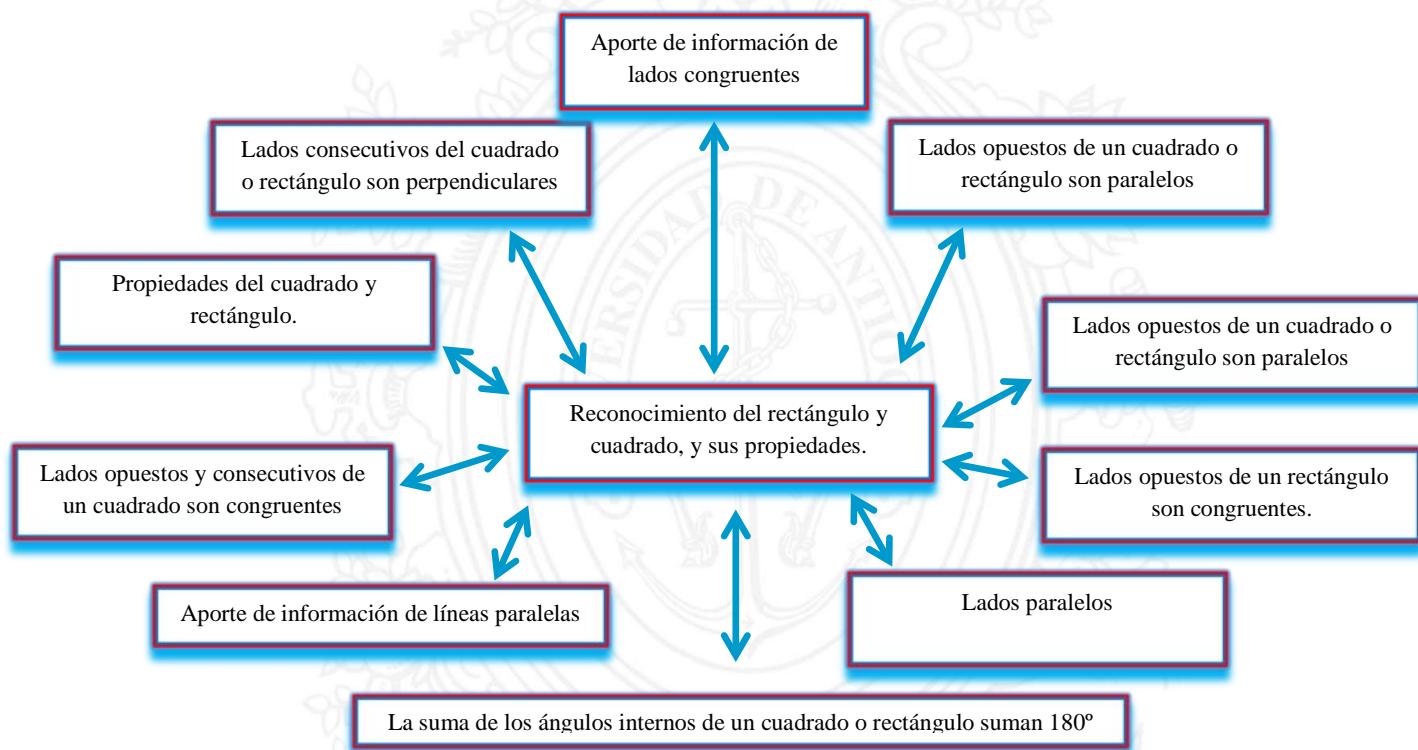 Aporte de información de
lados congruentes
Lados consecutivos del cuadrado
o rectángulo son perpendiculares
Lados opuestos de un cuadrado o
rectángulo son paralelos
Propiedades del cuadrado y
rectángulo.
Lados opuestos de un cuadrado o
rectángulo son paralelos
Reconocimiento del rectángulo y
cuadrado, y sus propiedades.
Lados opuestos y consecutivos de
un cuadrado son congruentes
Lados opuestos de un rectángulo
son congruentes.
Aporte de información de líneas paralelas
Lados paralelos
La suma de los ángulos internos de un cuadrado o rectángulo suman 180º